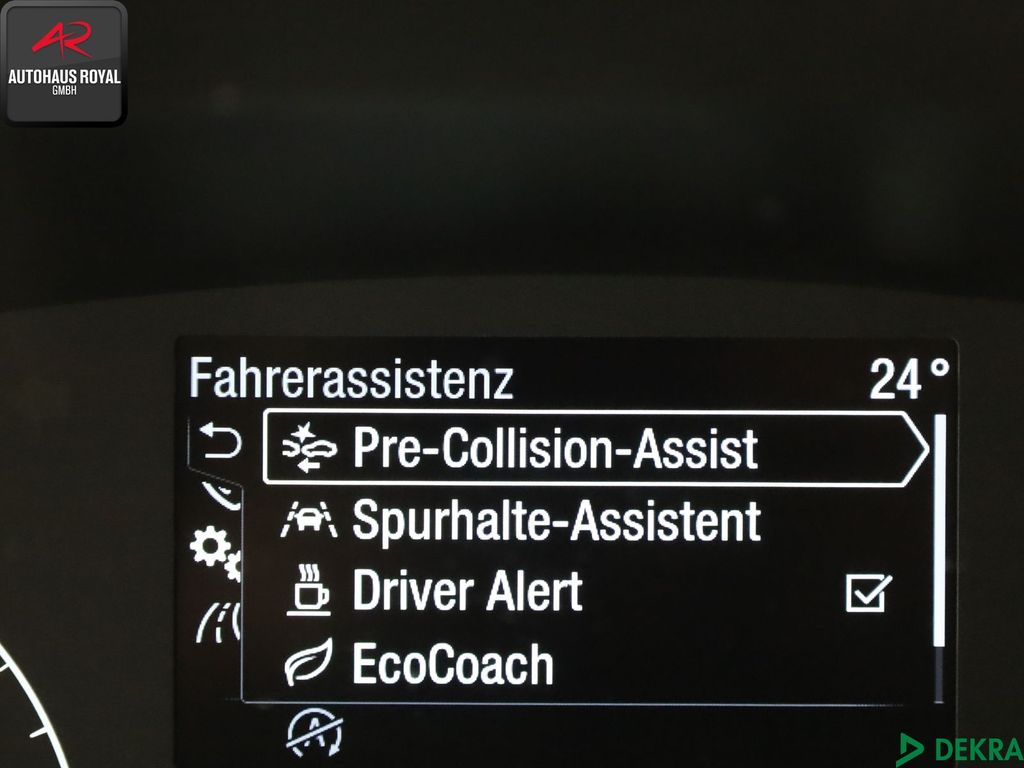 AUTOHAUS ROYAL
GMBH
Fahrerassistenz 24°
Pre-Collision-Assist
Spurhalte-Assistent
Driver Alert
EcoCoach
DEKRA